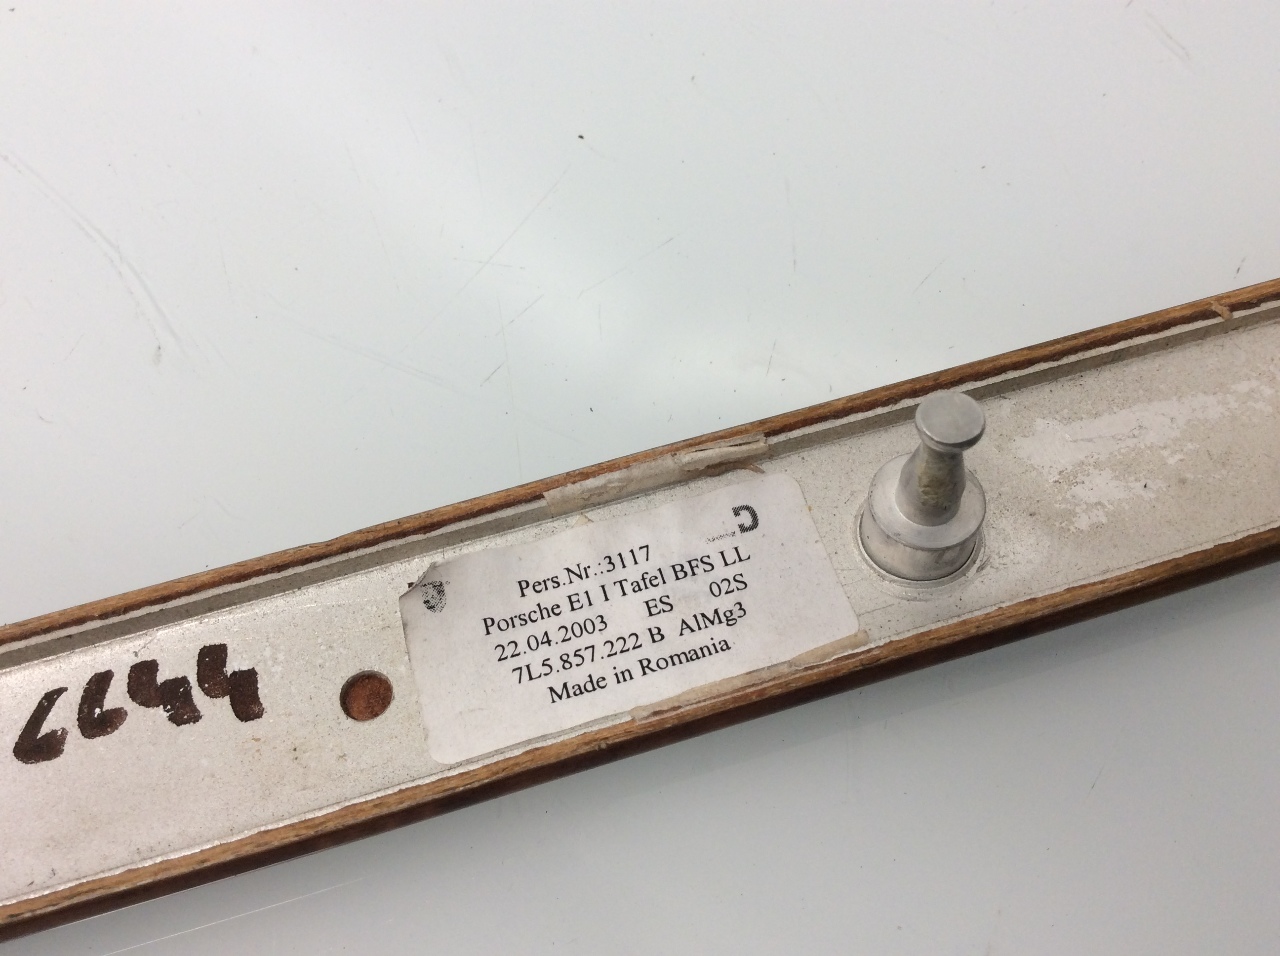 Pers.Nr.:3117
Porsche E1 I Tafel BFS LL
22.04.2003 ES 02S
7L5.857.222 B AlMg3
Made in Romania